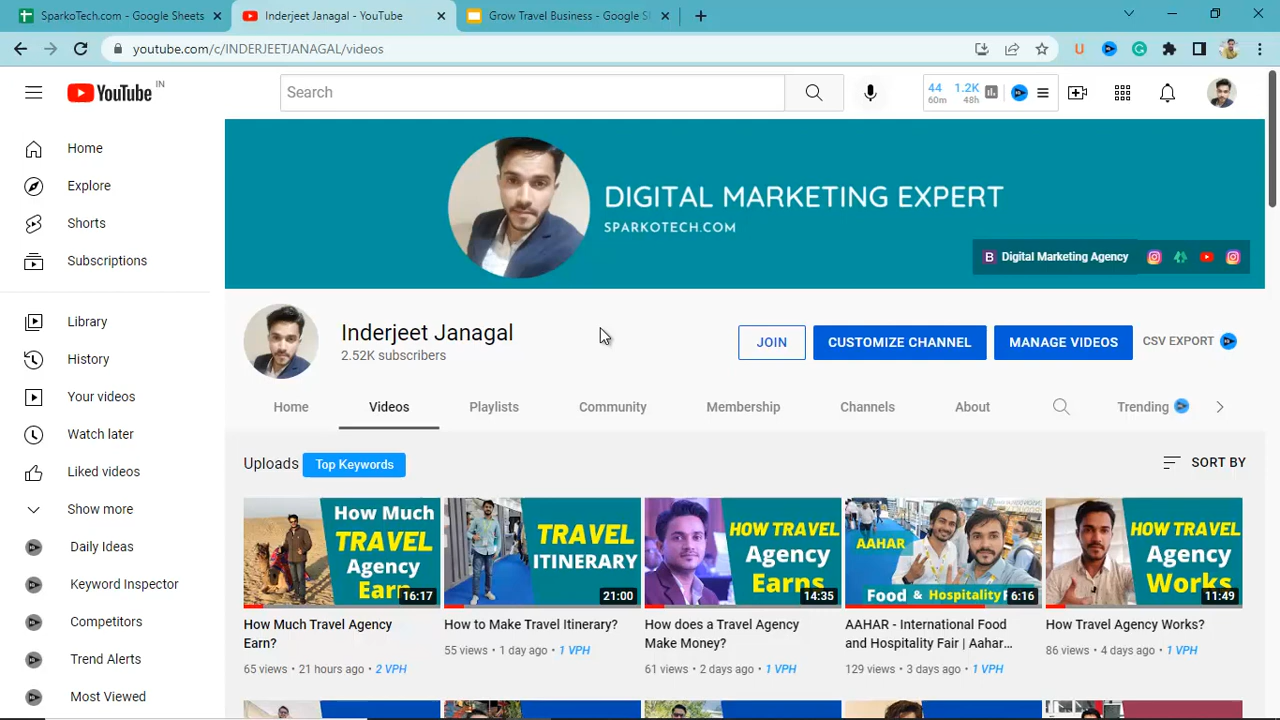 SparkoTech.com - Google Sheets
Inderjeet Janagal - YouTube
Grow Travel Business - Google S
youtube.com/c/INDERJEETJANAGAL/videos
YouTube IN
Search
44 1.2K
60m 48h
Home
Explore
Shorts
Subscriptions
Library
History
Your videos
Watch later
Liked videos
Show more
Daily Ideas
Keyword Inspector
Competitors
Trend Alerts
Most Viewed
DIGITAL MARKETING EXPERT
SPARKOTECH.COM
Digital Marketing Agency
Inderjeet Janagal
2.52K subscribers
JOIN
CUSTOMIZE CHANNEL
MANAGE VIDEOS
CSV EXPORT
Home Videos Playlists Community Membership Channels About Trending
Uploads Top Keywords
SORT BY
How Much
TRAVEL
Agency
Earn?
16:17
How Much Travel Agency
Earn?
65 views • 21 hours ago • 2 VPH
TRAVEL
ITINERARY
21:00
How to Make Travel Itinerary?
55 views • 1 day ago • 1 VPH
HOW TRAVEL
Agency
Earns
14:35
How does a Travel Agency
Make Money?
61 views • 2 days ago • 1 VPH
AAHAR
Food & Hospitality
6:16
AAHAR - International Food
and Hospitality Fair | Aahar...
129 views • 3 days ago • 1 VPH
HOW TRAVEL
Agency
Works
11:49
How Travel Agency Works?
86 views • 4 days ago • 1 VPH